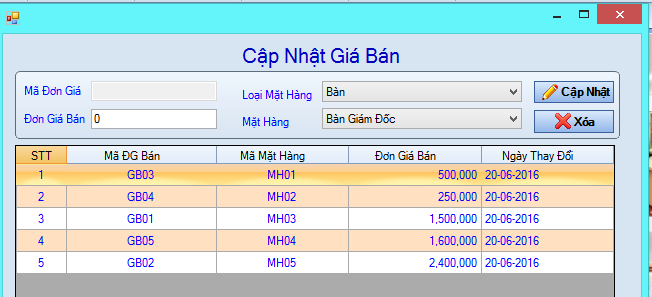 Cập Nhật Giá Bán
Mã Đơn Giá
Loại Mặt Hàng Bàn
Cập Nhật
Đơn Giá Bán 0
Mặt Hàng Bàn Giám Đốc
Xóa
STT Mã ĐG Bán Mã Mặt Hàng Đơn Giá Bán Ngày Thay Đổi
1 GB03 MH01 500,000 20-06-2016
2 GB04 MH02 250,000 20-06-2016
3 GB01 MH03 1,500,000 20-06-2016
4 GB05 MH04 1,600,000 20-06-2016
5 GB02 MH05 2,400,000 20-06-2016